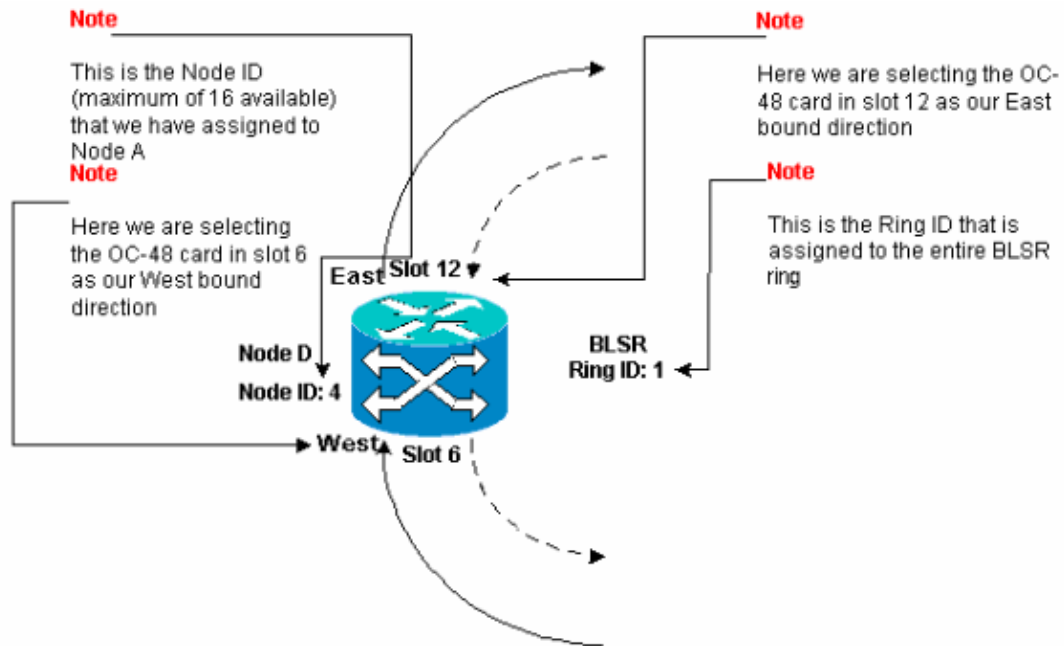 Note
This is the Node ID
(maximum of 16 available)
that we have assigned to
Node A
Note
Here we are selecting
the OC-48 card in slot 6
as our West bound
direction
Note
Here we are selecting the OC-
48 card in slot 12 as our East
bound direction
Note
This is the Ring ID that is
assigned to the entire BLSR
ring
East
Slot 12
Node D
Node ID: 4
BLSR
Ring ID: 1
West
Slot 6